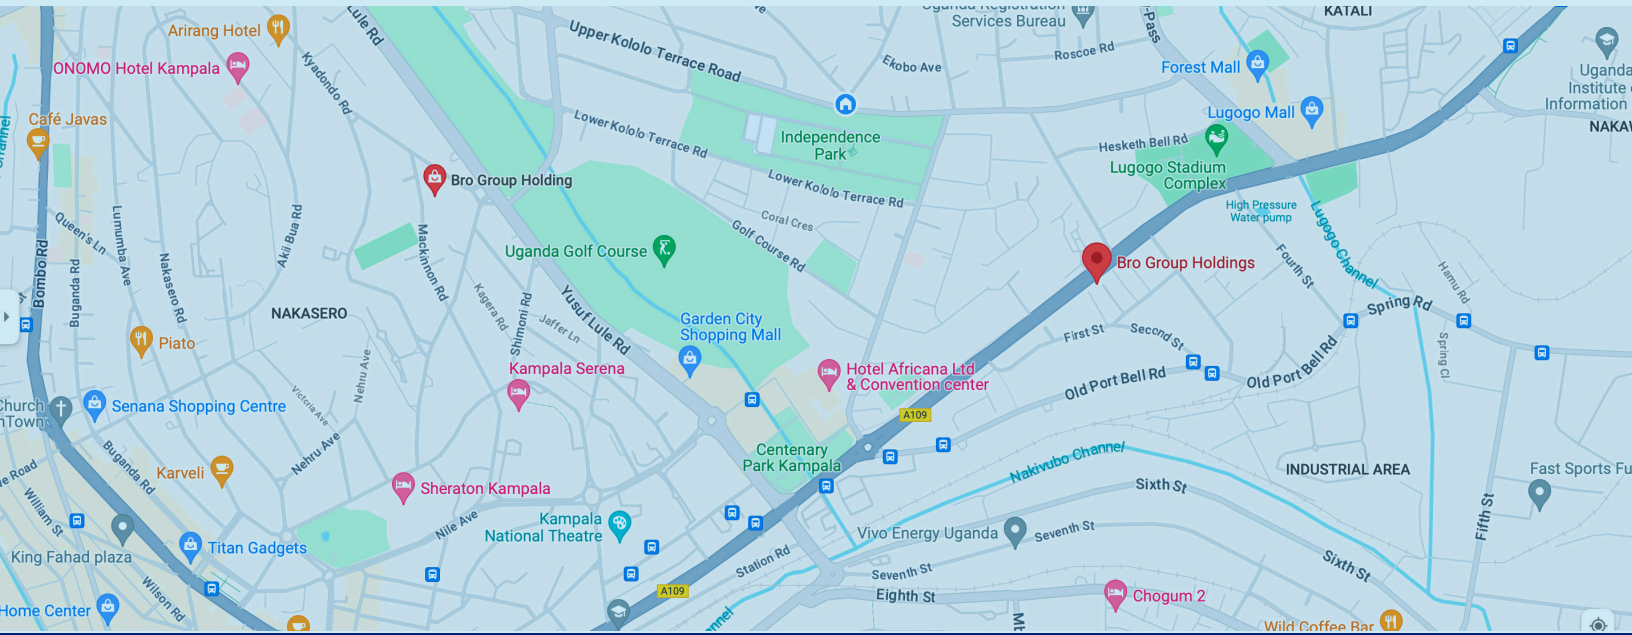 Uganda Registration
Services Bureau
KATALI
Arirang Hotel
Lule Rd
Upper Kololo Terrace Road
-Pass
Roscoe Rd
Ekobo Ave
Forest Mall
Uganda
Institute
Information
NAKAW
ONOMO Hotel Kampala
Kyadondo Rd
Café Javas
Lugogo Mall
Lower Kololo Terrace Rd
Independence
Park
Hesketh Bell Rd
Lugogo Stadium
Complex
Bro Group Holding
Lower Kololo Terrace Rd
High Pressure
Water pump
Lugogo Channel
Queen's Ln
Lumumba Ave
Akii Bua Rd
Mackinnon Rd
Coral Cres
Golf Course Rd
Uganda Golf Course
Bro Group Holdings
Fourth St
Hamu Rd
Bombo Rd
Buganda Rd
Nakasero Rd
NAKASERO
Kagera Rd
Shimoni Rd
Jaffer Ln
Yusuf Lule Rd
Garden City
Shopping Mall
First St
Second St
Spring Rd
Spring Cl
Piato
Nehru Ave
Victoria Ave
Kampala Serena
Hotel Africana Ltd
& Convention center
Old Port Bell Rd
Old Port Bell Rd
Church
nTown
Senana Shopping Centre
A109
Buganda Rd
Nehru Ave
Centenary
Park Kampala
Nakivubo Channel
INDUSTRIAL AREA
Fast Sports Fu
Karveli
Sheraton Kampala
Sixth St
Fifth St
William St
Nile Ave
Kampala
National Theatre
Vivo Energy Uganda
Seventh St
King Fahad plaza
Titan Gadgets
Station Rd
Seventh St
Sixth St
Wilson Rd
A109
Eighth St
Chogum 2
Home Center
Wild Coffee Bar